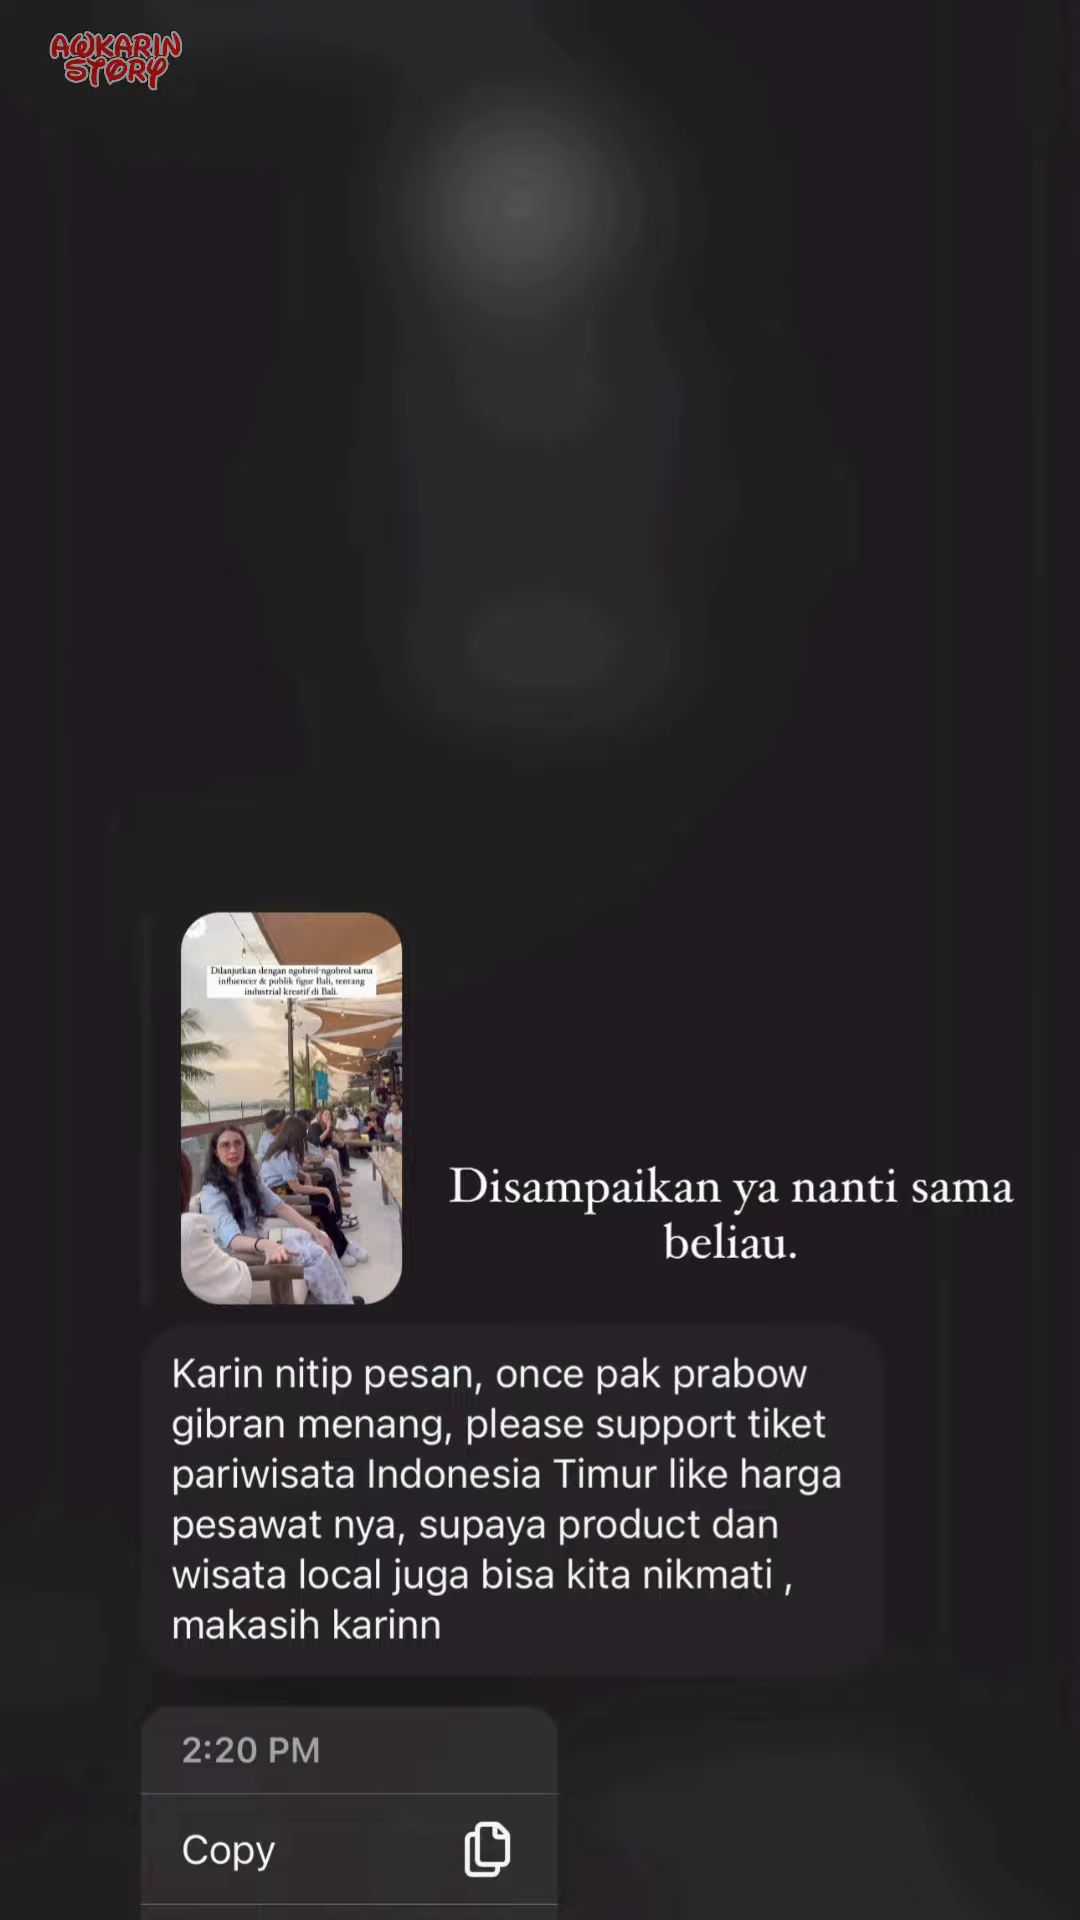 AWKARIN
STORY
Dilanjutkan dengan ngobrol-ngobrol sama
influencer & publik figur Bali, tentang
industrial kreatif di Bali.
Disampaikan ya nanti sama
beliau.
Karin nitip pesan, once pak prabow
gibran menang, please support tiket
pariwisata Indonesia Timur like harga
pesawat nya, supaya product dan
wisata local juga bisa kita nikmati ,
makasih karinn
2:20 PM
Copy